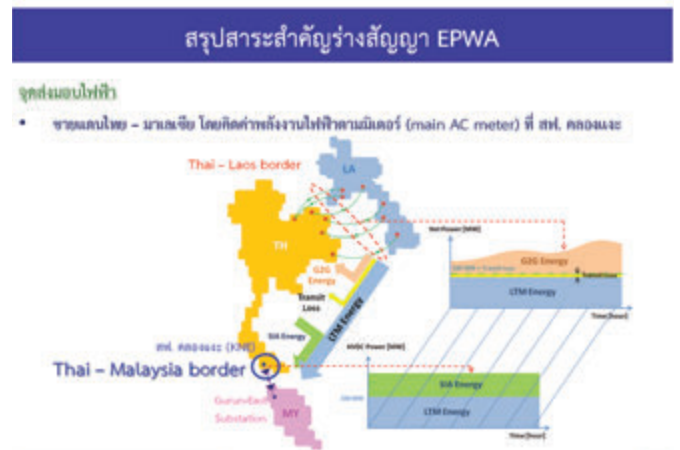 สรุปสาระสำคัญร่างสัญญา EPWA
จุดส่งมอบไฟฟ้า
• ชายแดนไทย – มาเลเซีย โดยคิดค่าพลังงานไฟฟ้าตามมิเตอร์ (main AC meter) ที่ สฟ. คลองแงะ
Thai – Laos border
LA
TH
Net Power [MW]
G2G Energy
LTM Energy
Time [hour]
G2G
Energy
Transit
Loss
LTM Energy
SIA Energy
สฟ. คลองแงะ (KNE)
Thai – Malaysia border
HVDC Power [MW]
SIA Energy
LTM Energy
Time [hour]
Gurun-East
Substation
MY